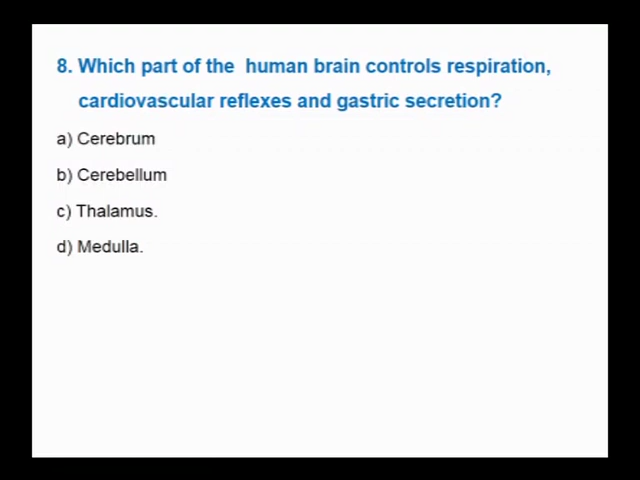 8. Which part of the  human brain controls respiration,
cardiovascular reflexes and gastric secretion?
a) Cerebrum
b) Cerebellum
c) Thalamus.
d) Medulla.